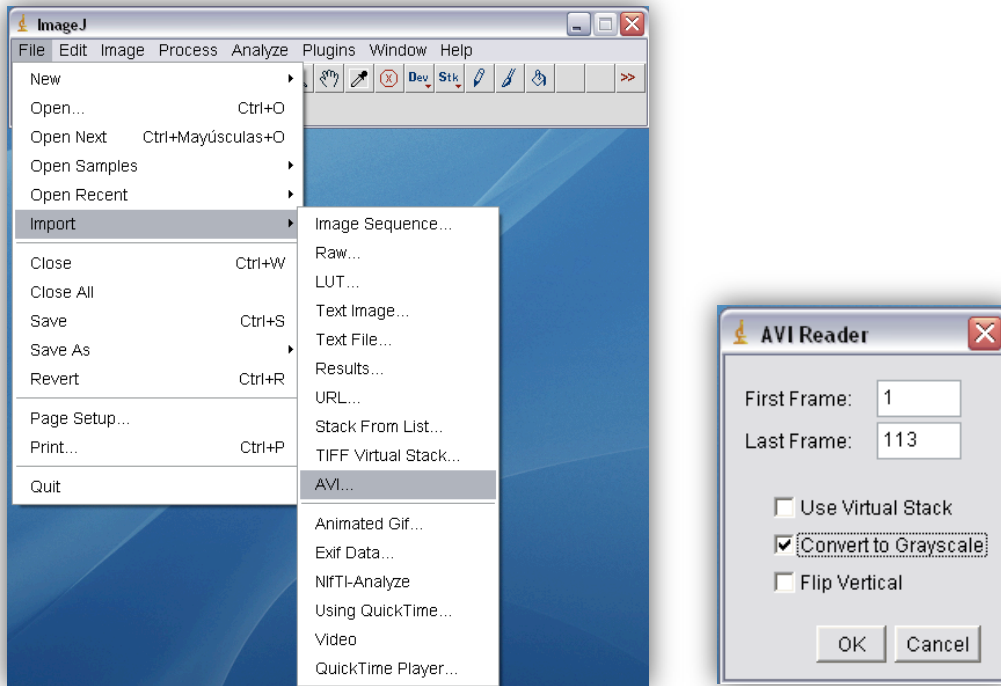 ImageJ
File Edit Image Process Analyze Plugins Window Help
Dev Stk >>
New
Open... Ctrl+O
Open Next Ctrl+Mayúsculas+O
Open Samples
Open Recent
Import
Close Ctrl+W
Close All
Save Ctrl+S
Save As
Revert Ctrl+R
Page Setup...
Print... Ctrl+P
Quit
Image Sequence...
Raw...
LUT...
Text Image...
Text File...
Results...
URL...
Stack From List...
TIFF Virtual Stack...
AVI...
Animated Gif...
Exif Data...
NIfTI-Analyze
Using QuickTime...
Video
QuickTime Player...
AVI Reader
First Frame: 1
Last Frame: 113
Use Virtual Stack
Convert to Grayscale
Flip Vertical
OK Cancel